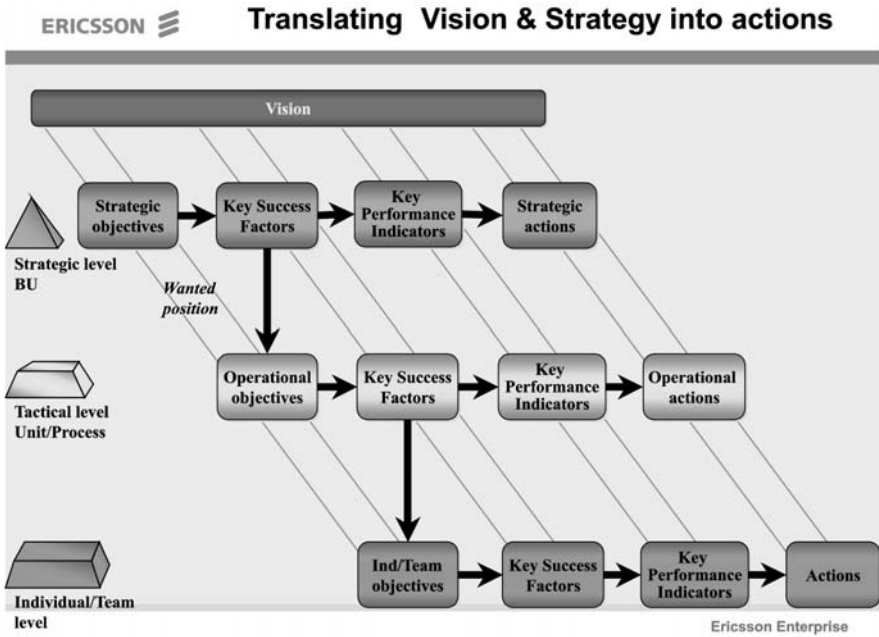 ERICSSON
Translating Vision & Strategy into actions
Vision
Strategic
objectives
Key Success
Factors
Key
Performance
Indicators
Strategic
actions
Strategic level
BU
Wanted
position
Operational
objectives
Key Success
Factors
Key
Performance
Indicators
Operational
actions
Tactical level
Unit/Process
Ind/Team
objectives
Key Success
Factors
Key
Performance
Indicators
Actions
Individual/Team
level
Ericsson Enterprise